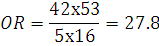 OR = 42x53 / 5x16 = 27.8